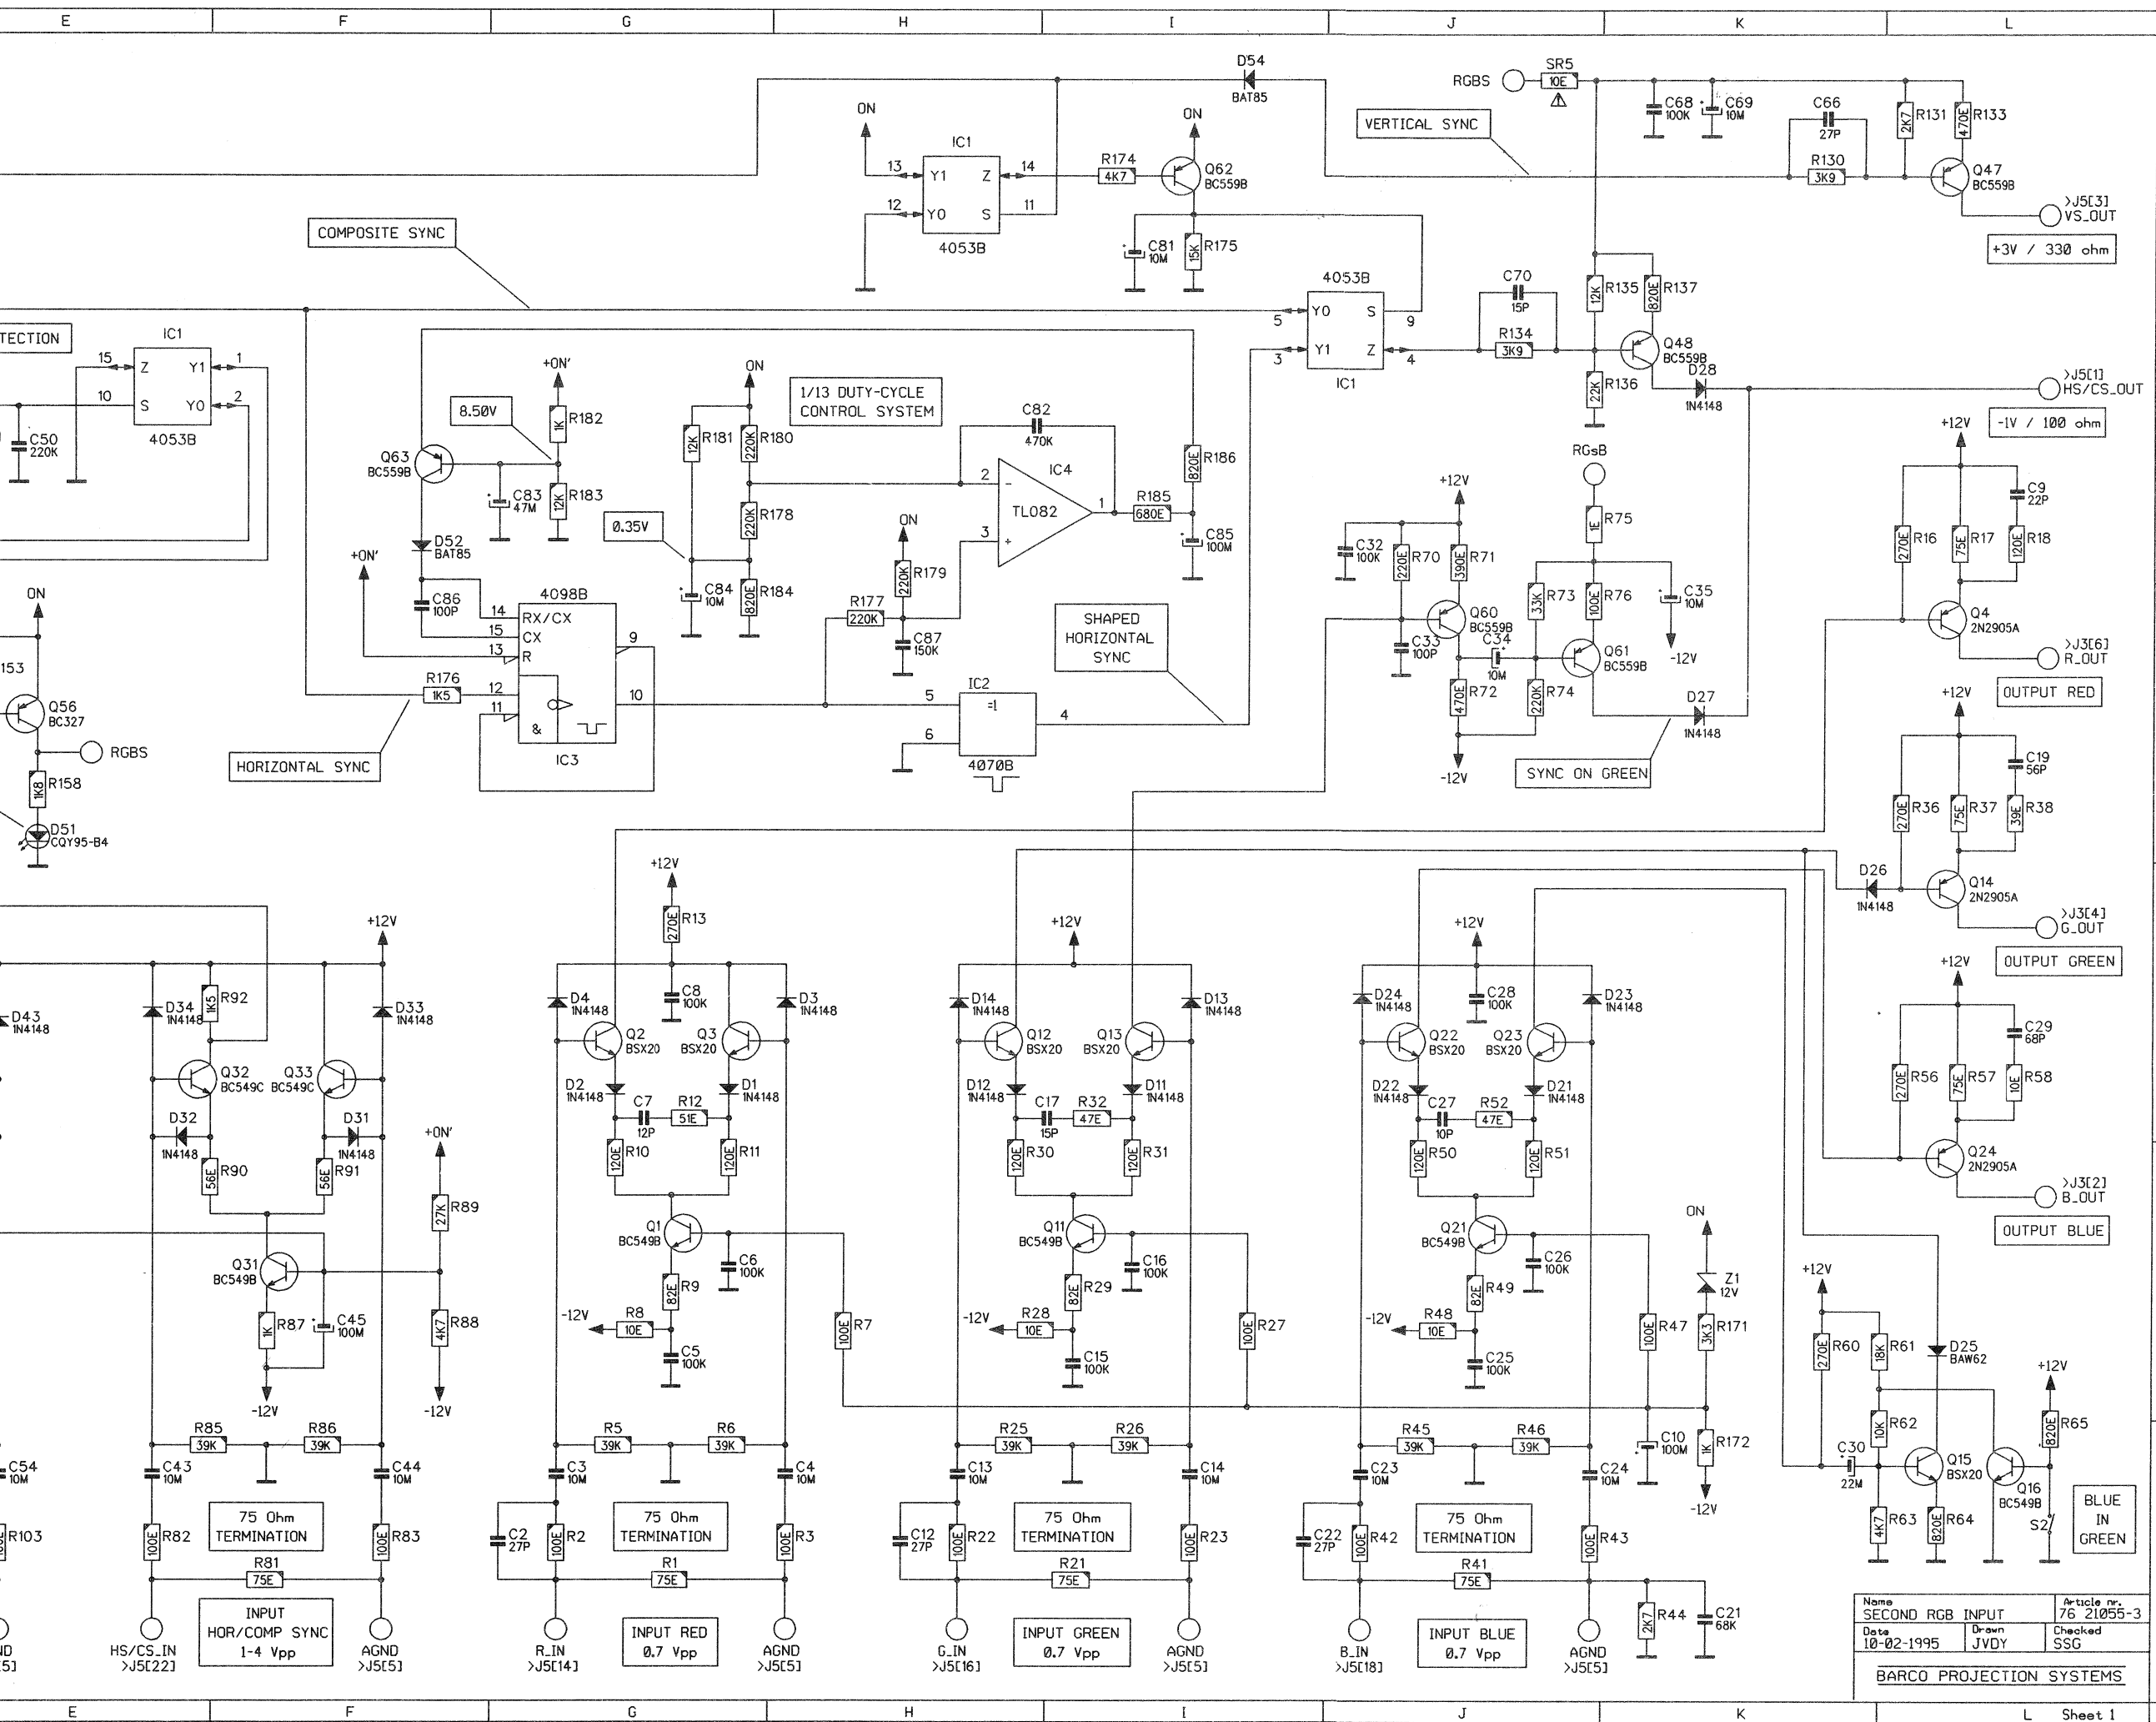 E F G H I J K L
D54
BAT85
RGBS
SR5
10E
C68
100K
C69
10M
C66
27P
R131
2K7
R133
470E
VERTICAL SYNC
R130
3K9
Q47
BC559B
>J5[3]
VS_OUT
+3V / 330 ohm
ON
IC1
13 Y1 Z 14
12 Y0 S 11
4053B
R174
4K7
ON
Q62
BC559B
C81
10M
R175
15K
COMPOSITE SYNC
4053B
5 Y0 S 9
3 Y1 Z 4
IC1
C70
15P
R134
3K9
R135
12K
R137
820E
Q48
BC559B
R136
22K
D28
1N4148
>J5[1]
HS/CS_OUT
-1V / 100 ohm
TECTION
IC1
15 Z Y1 1
10 S Y0 2
4053B
C50
220K
+ON'
8.50V
R182
1K
Q63
BC559B
C83
47M
R183
12K
D52
BAT85
+ON'
C86
100P
ON
R181
12K
R180
220K
R178
220K
0.35V
C84
10M
R184
820E
1/13 DUTY-CYCLE
CONTROL SYSTEM
C82
470K
IC4
2 -
TL082
1
3 +
R185
680E
R186
820E
C85
100M
ON
R179
220K
R177
220K
C87
150K
4098B
14 RX/CX
15 CX
13 R
12
11
&
9
10
IC3
R176
1K5
HORIZONTAL SYNC
IC2
5
=1
4
6
4070B
SHAPED
HORIZONTAL
SYNC
RGsB
R75
1E
+12V
C32
100K
R70
220E
R71
390E
R73
33K
R76
100E
C35
10M
-12V
Q60
BC559B
C33
100P
C34
10M
Q61
BC559B
R72
470E
R74
220K
-12V
D27
1N4148
SYNC ON GREEN
+12V
C9
22P
R16
270E
R17
75E
R18
120E
Q4
2N2905A
>J3[6]
R_OUT
OUTPUT RED
+12V
C19
56P
R36
270E
R37
75E
R38
39E
D26
1N4148
Q14
2N2905A
>J3[4]
G_OUT
OUTPUT GREEN
+12V
C29
68P
R56
270E
R57
75E
R58
10E
Q24
2N2905A
>J3[2]
B_OUT
OUTPUT BLUE
ON
153
Q56
BC327
RGBS
R158
1K8
D51
CQY95-B4
+12V
D43
1N4148
D34
1N4148
R92
1K5
D33
1N4148
Q32
BC549C
Q33
BC549C
D32
1N4148
D31
1N4148
R90
56E
R91
56E
+ON'
R89
27K
Q31
BC549B
R87
1K
C45
100M
R88
4K7
-12V
-12V
R85
39K
R86
39K
C54
10M
C43
10M
C44
10M
R103
100E
R82
100E
75 Ohm
TERMINATION
R83
100E
R81
75E
ND
[5]
HS/CS_IN
>J5[22]
INPUT
HOR/COMP SYNC
1-4 Vpp
AGND
>J5[5]
+12V
R13
270E
D4
1N4148
C8
100K
D3
1N4148
Q2
BSX20
Q3
BSX20
D2
1N4148
D1
1N4148
C7
12P
R12
51E
R10
120E
R11
120E
Q1
BC549B
C6
100K
R9
82E
-12V
R8
10E
C5
100K
R7
100E
R5
39K
R6
39K
C3
10M
C4
10M
C2
27P
R2
100E
75 Ohm
TERMINATION
R3
100E
R1
75E
R_IN
>J5[14]
INPUT RED
0.7 Vpp
AGND
>J5[5]
+12V
D14
1N4148
D13
1N4148
Q12
BSX20
Q13
BSX20
D12
1N4148
D11
1N4148
C17
15P
R32
47E
R30
120E
R31
120E
Q11
BC549B
C16
100K
R29
82E
-12V
R28
10E
C15
100K
R27
100E
R25
39K
R26
39K
C13
10M
C14
10M
C12
27P
R22
100E
75 Ohm
TERMINATION
R23
100E
R21
75E
G_IN
>J5[16]
INPUT GREEN
0.7 Vpp
AGND
>J5[5]
+12V
D24
1N4148
C28
100K
D23
1N4148
Q22
BSX20
Q23
BSX20
D22
1N4148
D21
1N4148
C27
10P
R52
47E
R50
120E
R51
120E
Q21
BC549B
C26
100K
R49
82E
-12V
R48
10E
C25
100K
R47
100E
ON
Z1
12V
R171
3K3
R45
39K
R46
39K
C10
100M
R172
1K
-12V
C23
10M
C24
10M
C22
27P
R42
100E
75 Ohm
TERMINATION
R43
100E
R41
75E
R44
2K7
C21
68K
B_IN
>J5[18]
INPUT BLUE
0.7 Vpp
AGND
>J5[5]
+12V
R60
270E
R61
18K
D25
BAW62
+12V
R62
10K
R65
820E
C30
22M
Q15
BSX20
Q16
BC549B
R63
4K7
R64
820E
S2
BLUE
IN
GREEN
Name
SECOND RGB INPUT
Article nr.
76 21055-3
Date
10-02-1995
Drawn
JVDY
Checked
SSG
BARCO PROJECTION SYSTEMS
E F G H I J K L Sheet 1